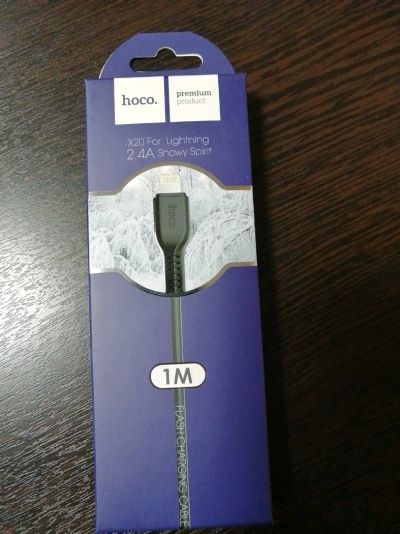 hoco.
premium
product
X20 For Lightning
2.4A Snowy Spirit
hoco.
1M
FLASH CHARGING CABLE